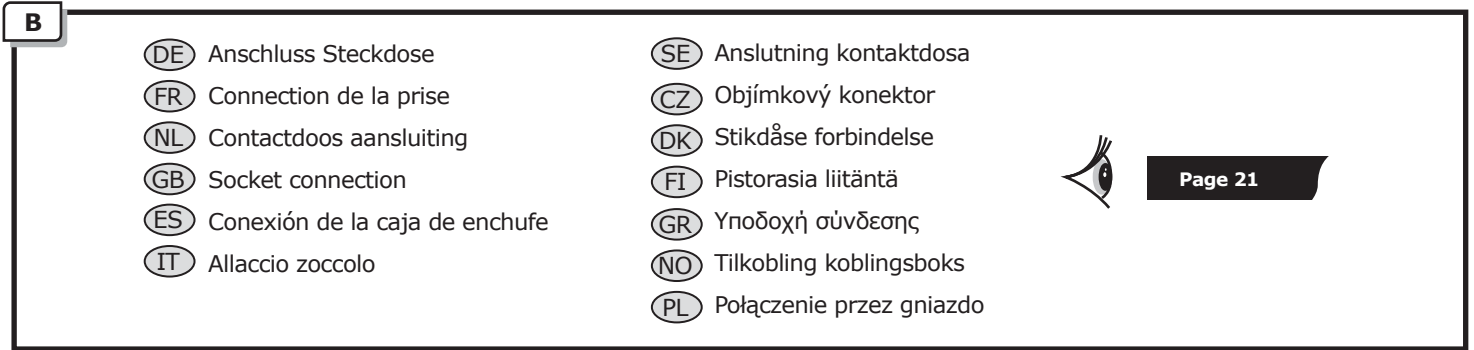 B
DE Anschluss Steckdose
FR Connection de la prise
NL Contactdoos aansluiting
GB Socket connection
ES Conexión de la caja de enchufe
IT Allaccio zoccolo
SE Anslutning kontaktdosa
CZ Objímkový konektor
DK Stikdåse forbindelse
FI Pistorasia liitäntä
GR Υποδοχή σύνδεσης
NO Tilkobling koblingsboks
PL Połączenie przez gniazdo
Page 21